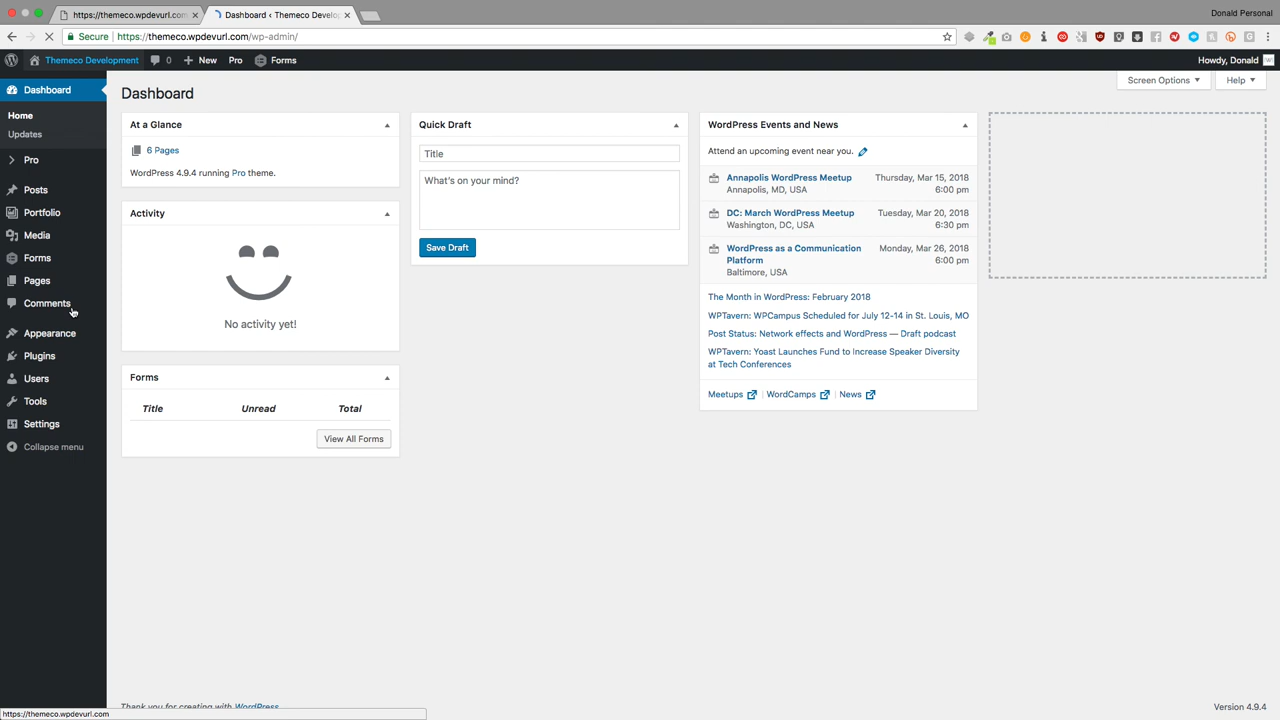 https://themeco.wpdevurl.com
Dashboard ‹ Themeco Develo
Donald Personal
Secure
https://themeco.wpdevurl.com/wp-admin/
Themeco Development
0
New
Pro
Forms
Howdy, Donald
Screen Options
Help
Dashboard
Home
Updates
Pro
Posts
Portfolio
Media
Forms
Pages
Comments
Appearance
Plugins
Users
Tools
Settings
Collapse menu
Dashboard
At a Glance
6 Pages
WordPress 4.9.4 running Pro theme.
Activity
No activity yet!
Forms
Title Unread Total
View All Forms
Quick Draft
Title
What's on your mind?
Save Draft
WordPress Events and News
Attend an upcoming event near you.
Annapolis WordPress Meetup Thursday, Mar 15, 2018
Annapolis, MD, USA 6:00 pm
DC: March WordPress Meetup Tuesday, Mar 20, 2018
Washington, DC, USA 6:30 pm
WordPress as a Communication Monday, Mar 26, 2018
Platform 6:00 pm
Baltimore, USA
The Month in WordPress: February 2018
WPTavern: WPCampus Scheduled for July 12-14 in St. Louis, MO
Post Status: Network effects and WordPress — Draft podcast
WPTavern: Yoast Launches Fund to Increase Speaker Diversity
at Tech Conferences
Meetups | WordCamps | News
Thank you for creating with WordPress
Version 4.9.4
https://themeco.wpdevurl.com